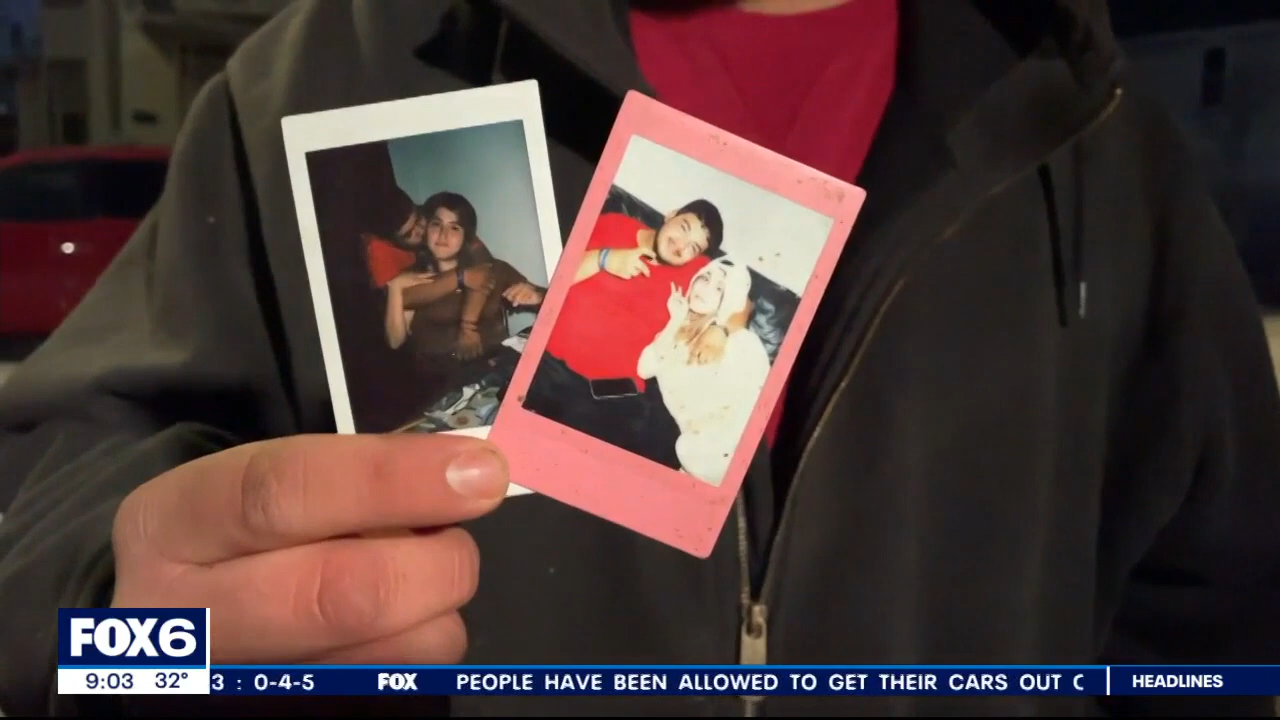 FOX6
9:03 32°
3 : 0-4-5 FOX PEOPLE HAVE BEEN ALLOWED TO GET THEIR CARS OUT
HEADLINES